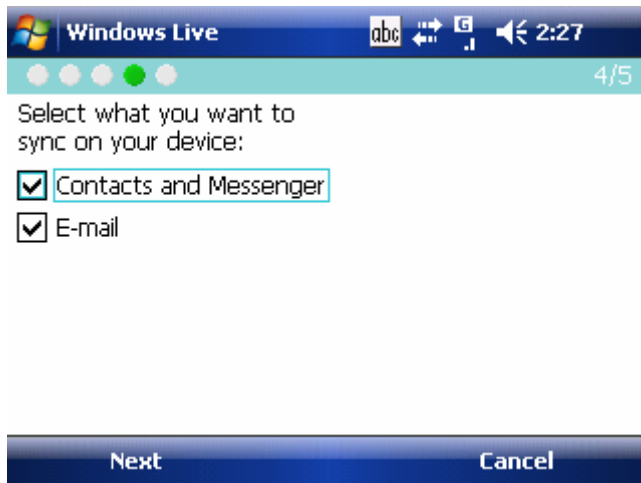 Windows Live abc G 2:27
4/5
Select what you want to
sync on your device:
Contacts and Messenger
E-mail
Next Cancel